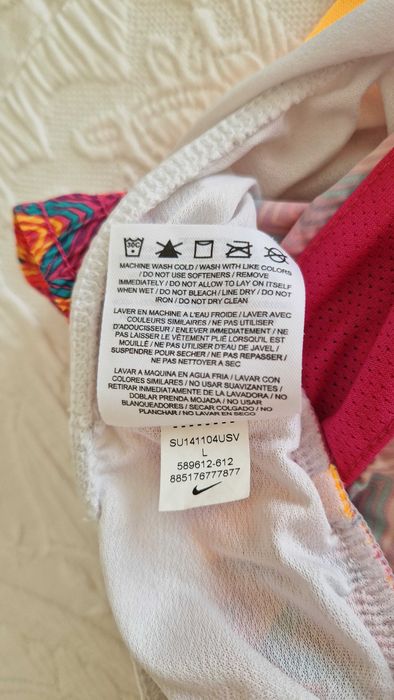 30C
MACHINE WASH COLD / WASH WITH LIKE COLORS
/ DO NOT USE SOFTENERS / REMOVE
IMMEDIATELY / DO NOT ALLOW TO LAY ON ITSELF
WHEN WET / DO NOT BLEACH / LINE DRY / DO NOT
IRON / DO NOT DRY CLEAN
LAVER EN MACHINE A L'EAU FROIDE / LAVER AVEC
COULEURS SIMILAIRES / NE PAS UTILISER
D'ADOUCISSEUR / ENLEVER IMMEDIATEMENT / NE
PAS LAISSER LE VÊTEMENT PLIÉ LORSQU'IL EST
MOUILLÉ / NE PAS UTILISER D'EAU DE JAVEL /
SUSPENDRE POUR SECHER / NE PAS REPASSER /
NE PAS NETTOYER A SEC
LAVAR A MAQUINA EN AGUA FRIA / LAVAR CON
COLORES SIMILARES / NO USAR SUAVIZANTES /
RETIRAR INMEDIATAMENTE DE LA LAVADORA / NO
DOBLAR PRENDA MOJADA / NO USAR
BLANQUEADORES / SECAR COLGADO / NO
PLANCHAR / NO LAVAR EN SECO
SU141104USV
L
589612-612
885176777877